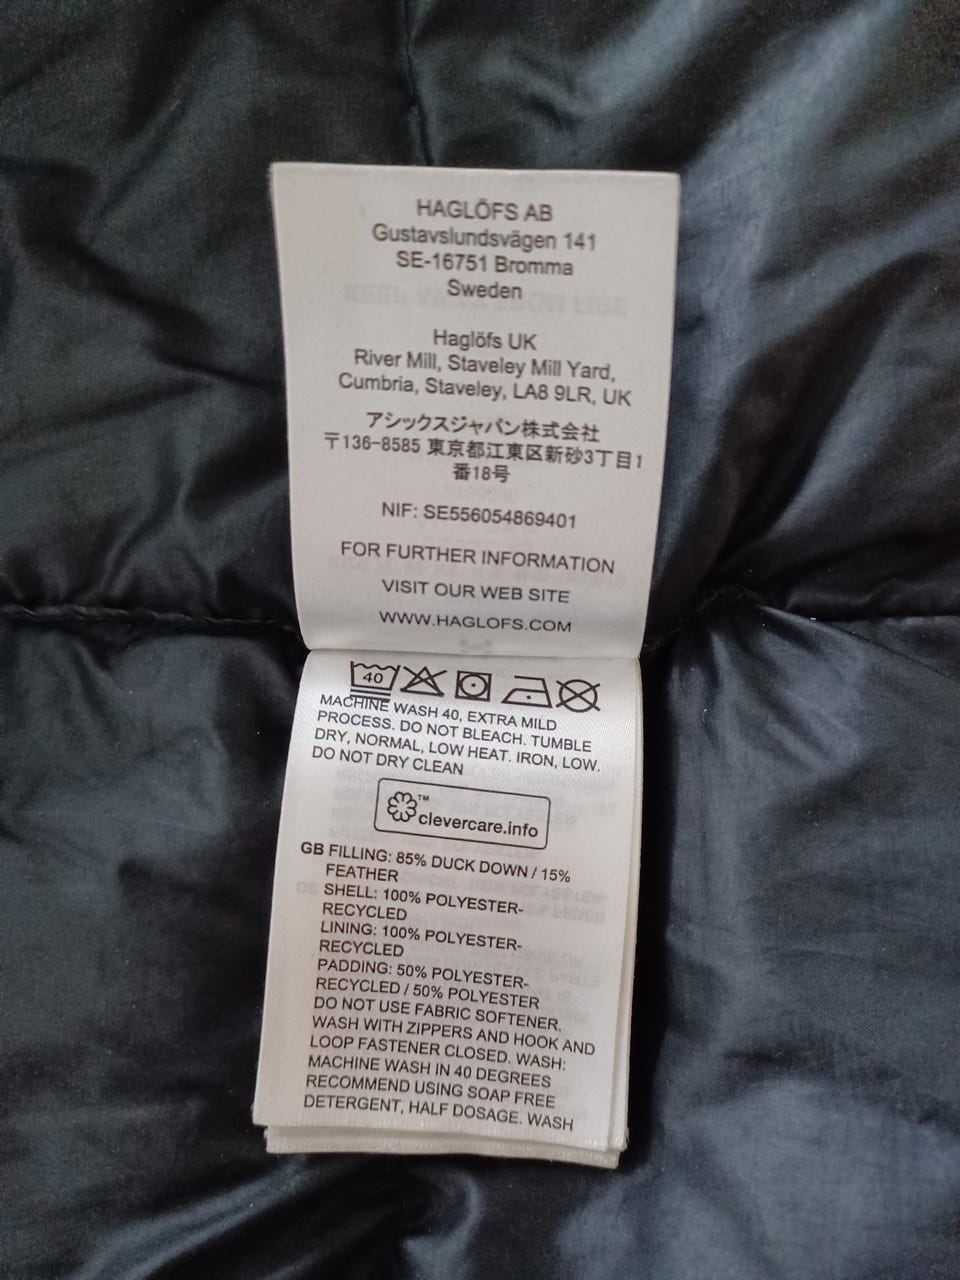 HAGLÖFS AB
Gustavslundsvägen 141
SE-16751 Bromma
Sweden
KEEP AWAY FROM FIRE
Haglöfs UK
River Mill, Staveley Mill Yard,
Cumbria, Staveley, LA8 9LR, UK
アシックスジャパン株式会社
〒136-8585 東京都江東区新砂3丁目1
番18号
NIF: SE556054869401
FOR FURTHER INFORMATION
VISIT OUR WEB SITE
WWW.HAGLOFS.COM
40
MACHINE WASH 40, EXTRA MILD
PROCESS. DO NOT BLEACH. TUMBLE
DRY, NORMAL, LOW HEAT. IRON, LOW.
DO NOT DRY CLEAN
™
clevercare.info
GB FILLING: 85% DUCK DOWN / 15%
FEATHER
SHELL: 100% POLYESTER-
RECYCLED
LINING: 100% POLYESTER-
RECYCLED
PADDING: 50% POLYESTER-
RECYCLED / 50% POLYESTER
DO NOT USE FABRIC SOFTENER.
WASH WITH ZIPPERS AND HOOK AND
LOOP FASTENER CLOSED. WASH:
MACHINE WASH IN 40 DEGREES
RECOMMEND USING SOAP FREE
DETERGENT, HALF DOSAGE. WASH